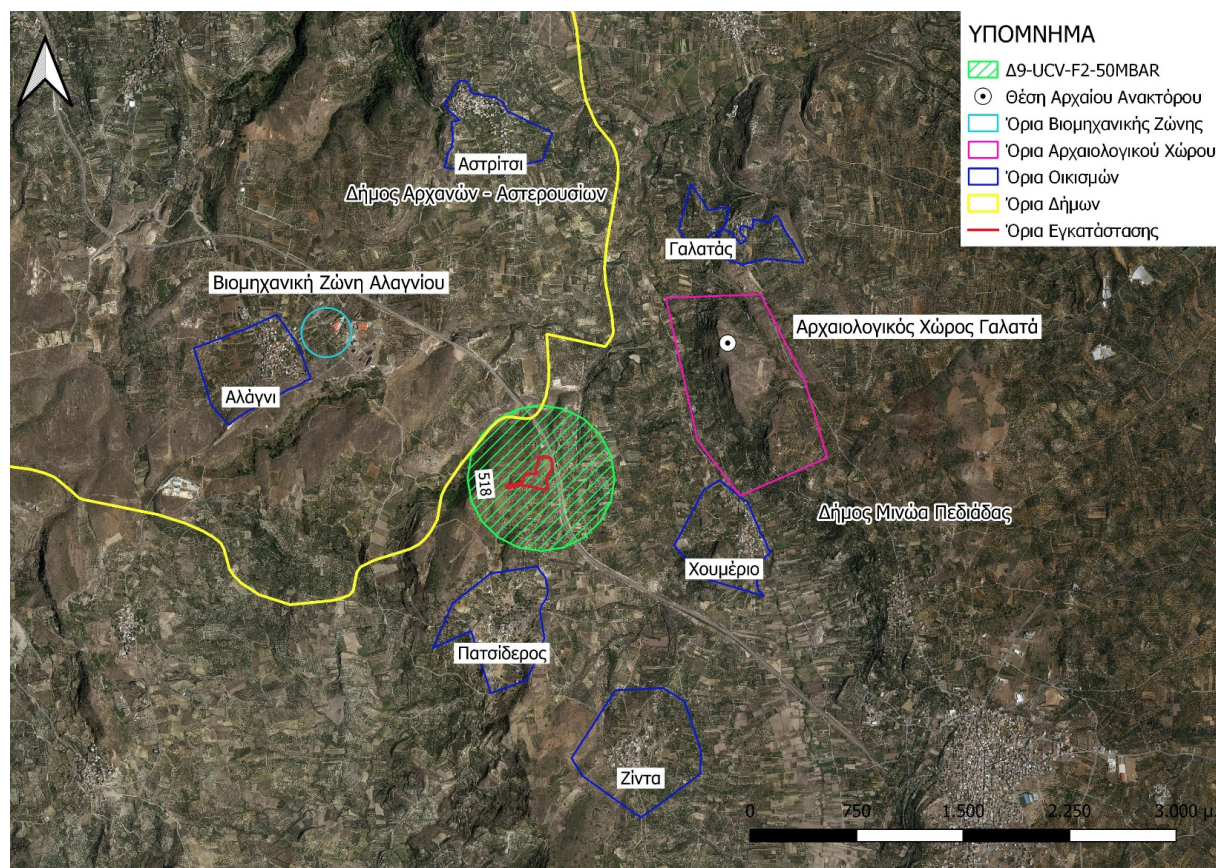 ΥΠΟΜΝΗΜΑ
Δ9-UCV-F2-50MBAR
Θέση Αρχαίου Ανακτόρου
Όρια Βιομηχανικής Ζώνης
Όρια Αρχαιολογικού Χώρου
Όρια Οικισμών
Όρια Δήμων
Όρια Εγκατάστασης
Αστρίτσι
Δήμος Αρχανών - Αστερουσίων
Γαλατάς
Βιομηχανική Ζώνη Αλαγνίου
Αρχαιολογικός Χώρος Γαλατά
Αλάγνι
518
Δήμος Μινώα Πεδιάδας
Χουμέριο
Πατσίδερος
Ζίντα
0 750 1.500 2.250 3.000 μ.